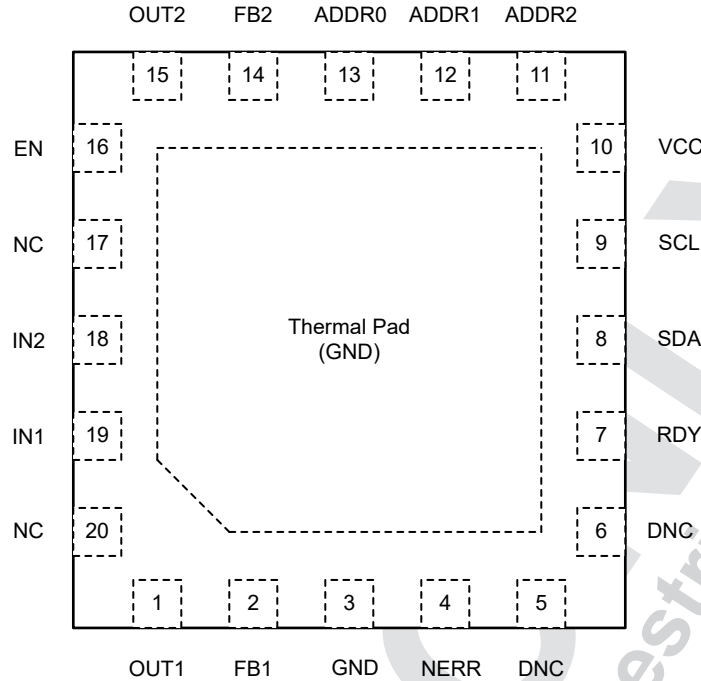 OUT2 FB2 ADDR0 ADDR1 ADDR2
15 14 13 12 11
EN 16 10 VCC
NC 17 9 SCL
IN2 18 Thermal Pad 8 SDA
(GND)
IN1 19 7 RDY
NC 20 6 DNC
1 2 3 4 5
OUT1 FB1 GND NERR DNC